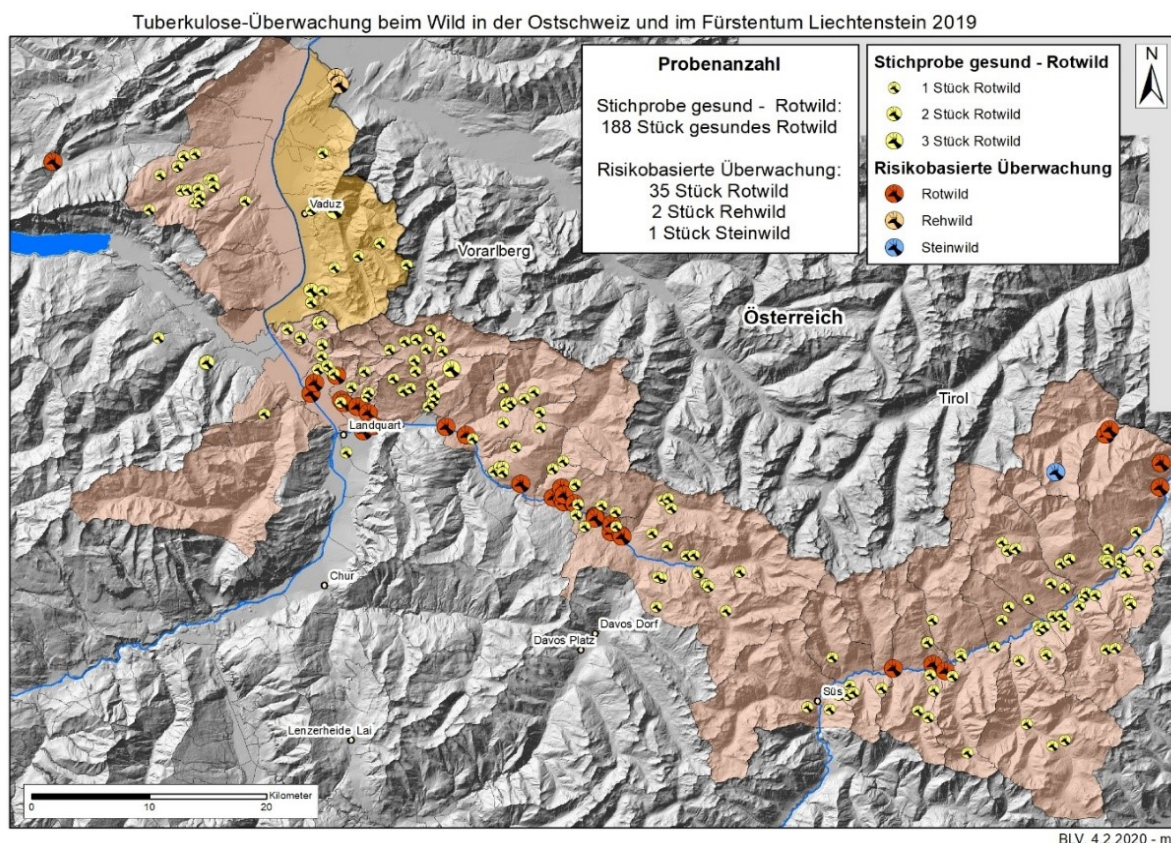 Tuberkulose-Überwachung beim Wild in der Ostschweiz und im Fürstentum Liechtenstein 2019
Probenanzahl
Stichprobe gesund - Rotwild:
188 Stück gesundes Rotwild
Risikobasierte Überwachung:
35 Stück Rotwild
2 Stück Rehwild
1 Stück Steinwild
Stichprobe gesund - Rotwild
1 Stück Rotwild
2 Stück Rotwild
3 Stück Rotwild
Risikobasierte Überwachung
Rotwild
Rehwild
Steinwild
N
Vaduz
Vorarlberg
Österreich
Tirol
Landquart
Chur
Davos Dorf
Davos Platz
Süs
Lenzerheide Lai
Kilometer
0 10 20
BLV, 4.2.2020 - m